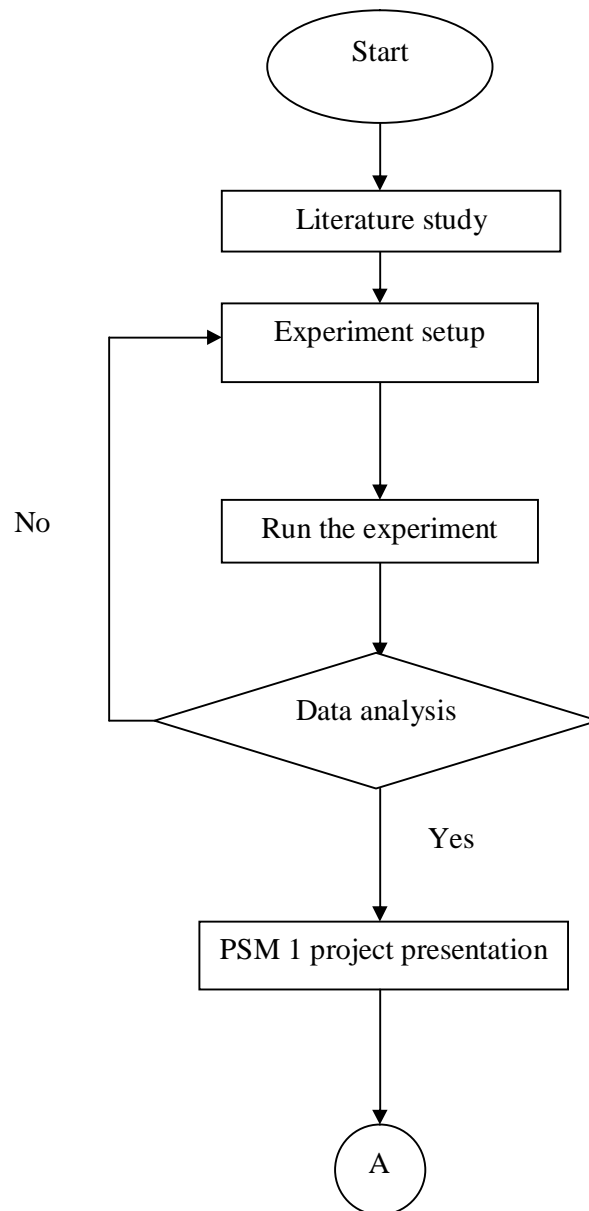 Start
Literature study
Experiment setup
No
Run the experiment
Data analysis
Yes
PSM 1 project presentation
A